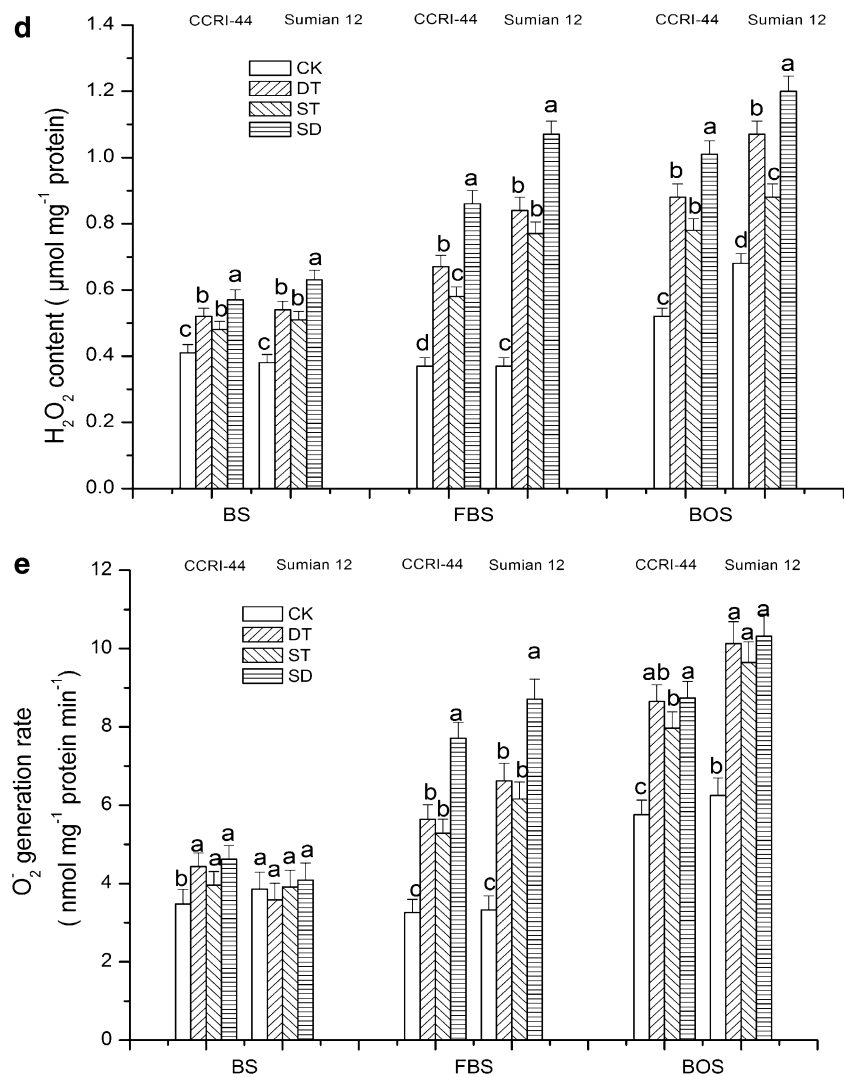 d
CCRI-44 Sumian 12 CCRI-44 Sumian 12 CCRI-44 Sumian 12
1.4
1.2
1.0
0.8
0.6
0.4
0.2
0.0
H₂O₂ content ( μmol mg⁻¹ protein)
CK
DT
ST
SD
c b b a c b b a
d b c a c b b a
c b b a d b c a
BS FBS BOS
e
CCRI-44 Sumian 12 CCRI-44 Sumian 12 CCRI-44 Sumian 12
12
10
8
6
4
2
0
O₂⁻ generation rate
( nmol mg⁻¹ protein min⁻¹)
CK
DT
ST
SD
b a a a a a a a
c b b a c b b a
c ab b a b a a a
BS FBS BOS